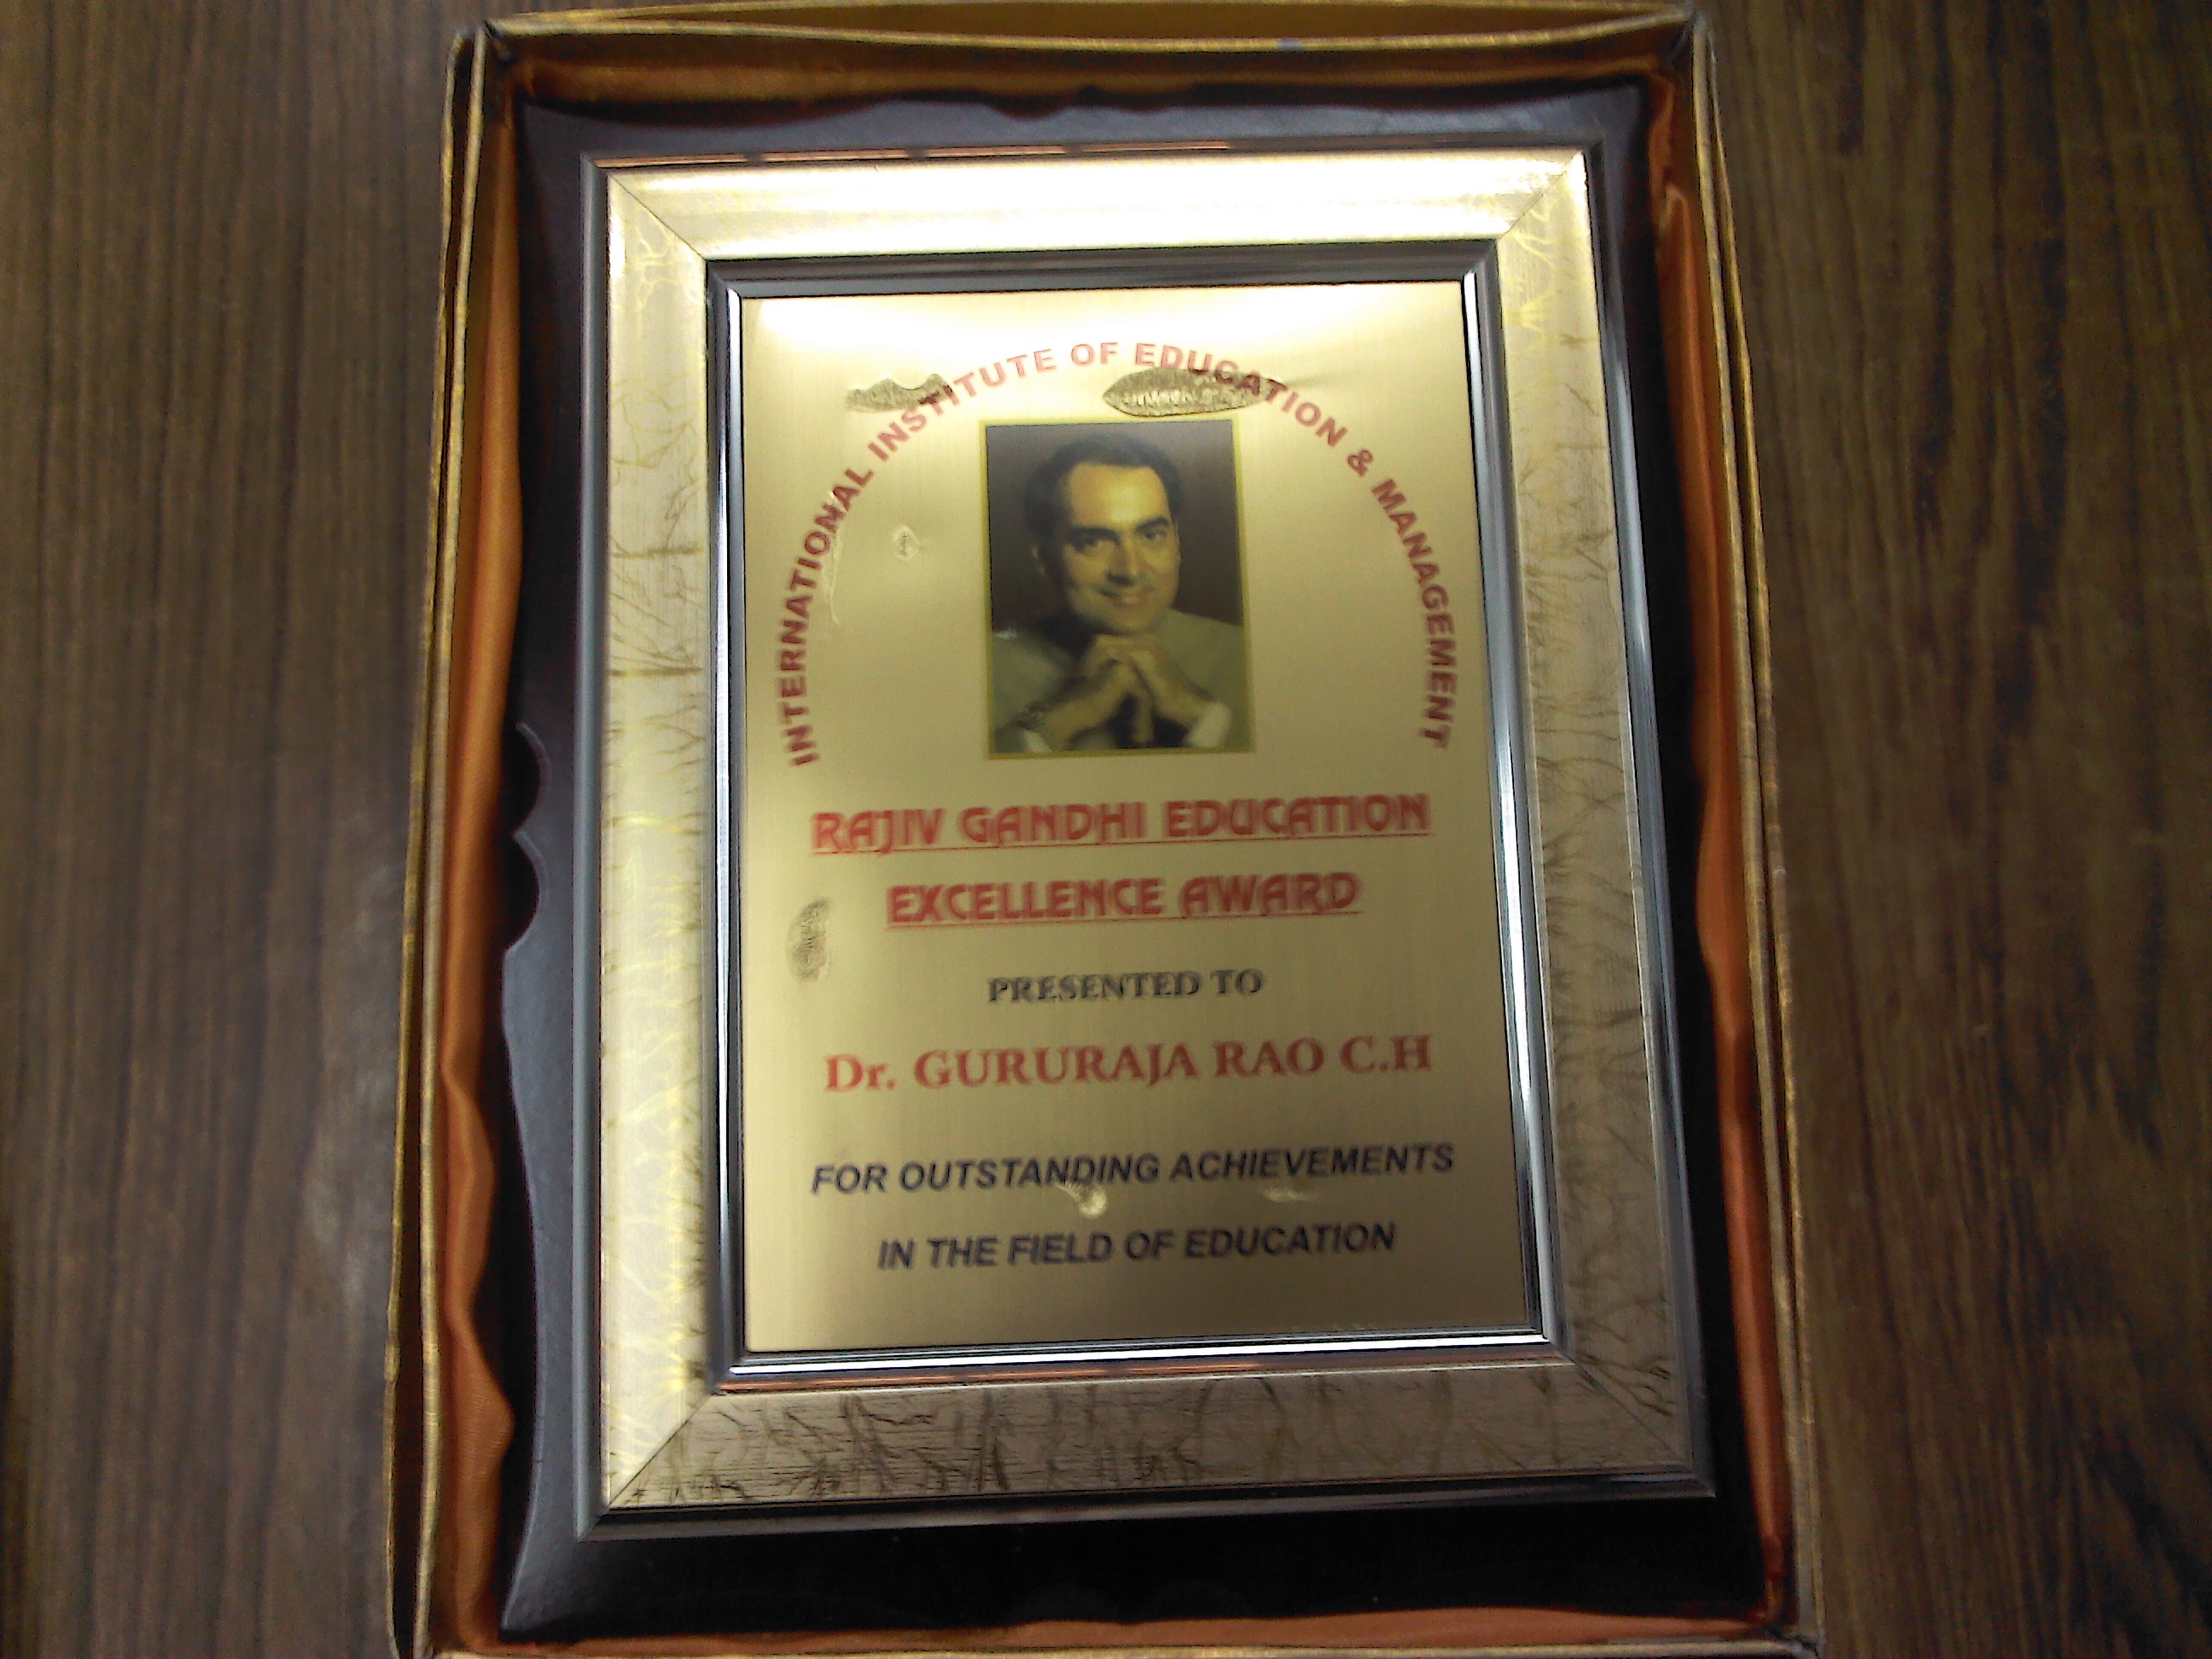 INTERNATIONAL INSTITUTE OF EDUCATION & MANAGEMENT
RAJIV GANDHI EDUCATION
EXCELLENCE AWARD
PRESENTED TO
Dr. GURURAJA RAO C.H
FOR OUTSTANDING ACHIEVEMENTS
IN THE FIELD OF EDUCATION